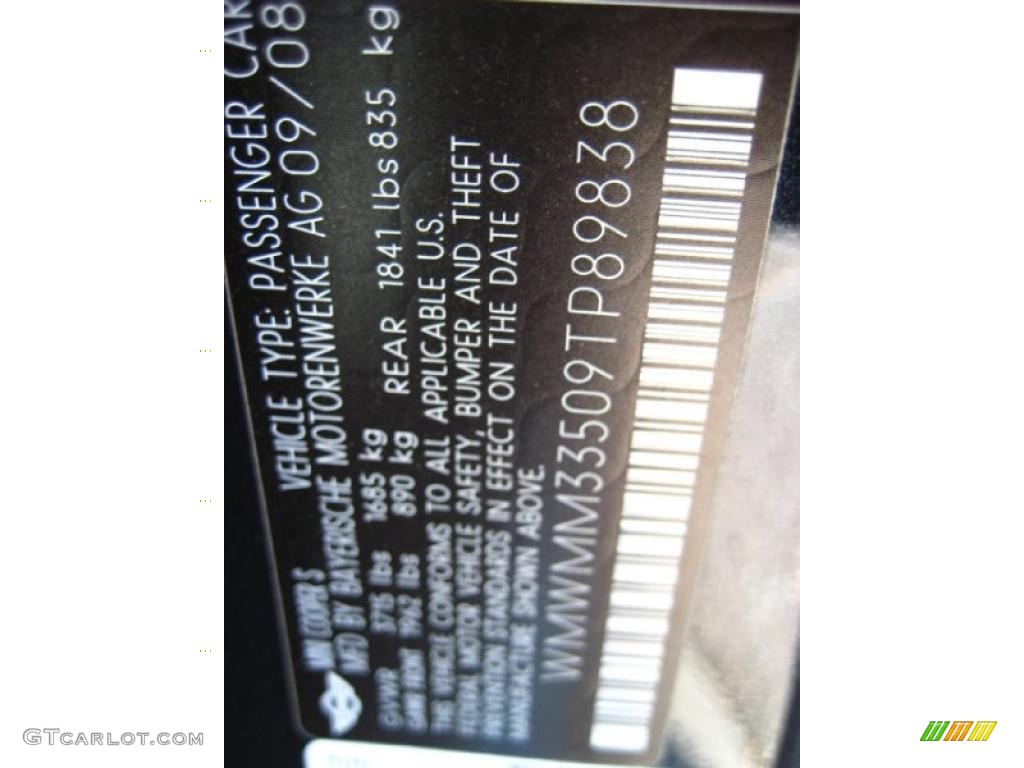 MINI COOPER S VEHICLE TYPE: PASSENGER CAR
MFD BY BAYERISCHE MOTORENWERKE AG 09/08
GVWR 3715 lbs 1685 kg
GAWR FRONT 1962 lbs 890 kg REAR 1841 lbs 835 kg
THIS VEHICLE CONFORMS TO ALL APPLICABLE U.S.
FEDERAL MOTOR VEHICLE SAFETY, BUMPER AND THEFT
PREVENTION STANDARDS IN EFFECT ON THE DATE OF
MANUFACTURE SHOWN ABOVE.
WMWMM33509TP89838
GTCARLOT.COM